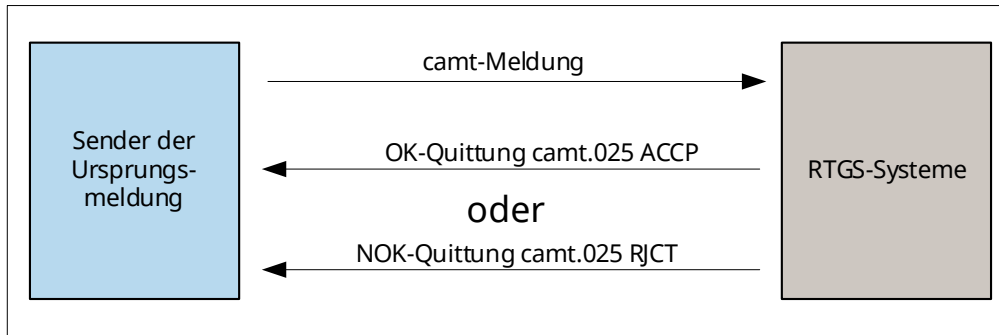 camt-Meldung
Sender der
Ursprungs-
meldung
OK-Quittung camt.025 ACCP
RTGS-Systeme
oder
NOK-Quittung camt.025 RJCT